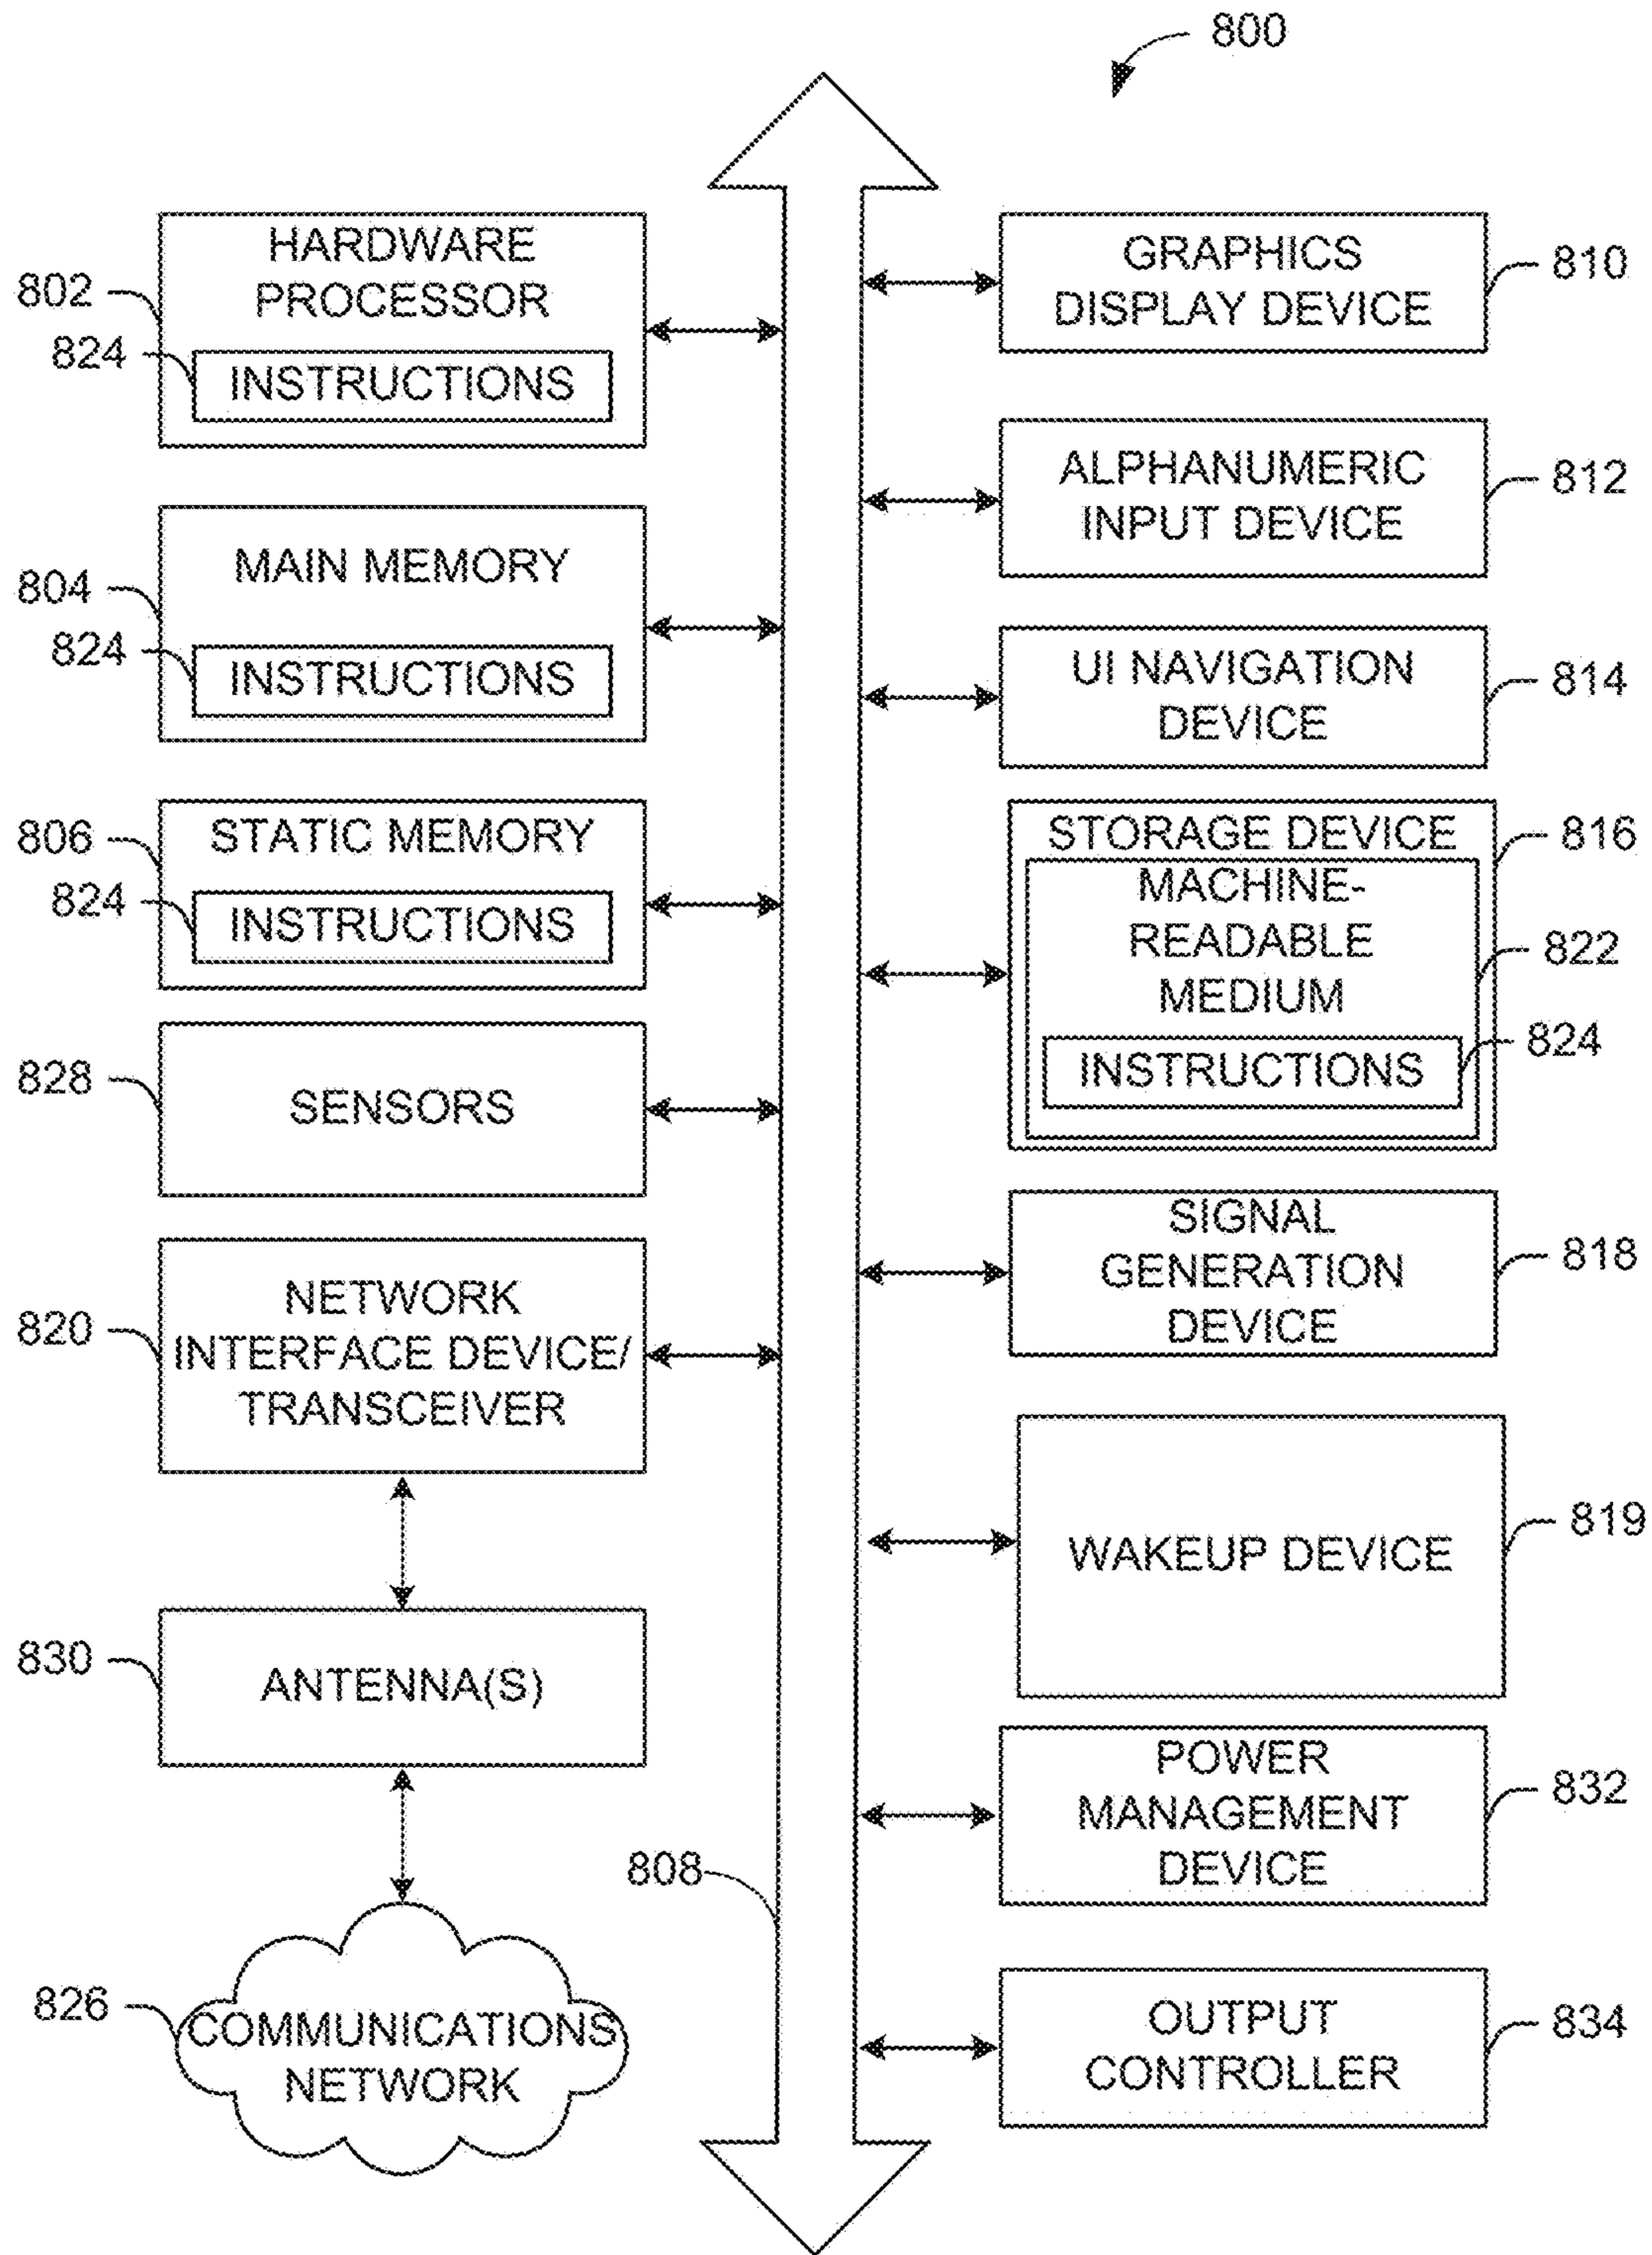 800
HARDWARE
PROCESSOR
802
824
INSTRUCTIONS
MAIN MEMORY
804
824
INSTRUCTIONS
806
STATIC MEMORY
824
INSTRUCTIONS
828
SENSORS
820
NETWORK
INTERFACE DEVICE/
TRANSCEIVER
830
ANTENNA(S)
826
COMMUNICATIONS
NETWORK
808
GRAPHICS
DISPLAY DEVICE
810
ALPHANUMERIC
INPUT DEVICE
812
UI NAVIGATION
DEVICE
814
STORAGE DEVICE
816
MACHINE-
READABLE
MEDIUM
822
INSTRUCTIONS
824
SIGNAL
GENERATION
DEVICE
818
WAKEUP DEVICE
819
POWER
MANAGEMENT
DEVICE
832
OUTPUT
CONTROLLER
834